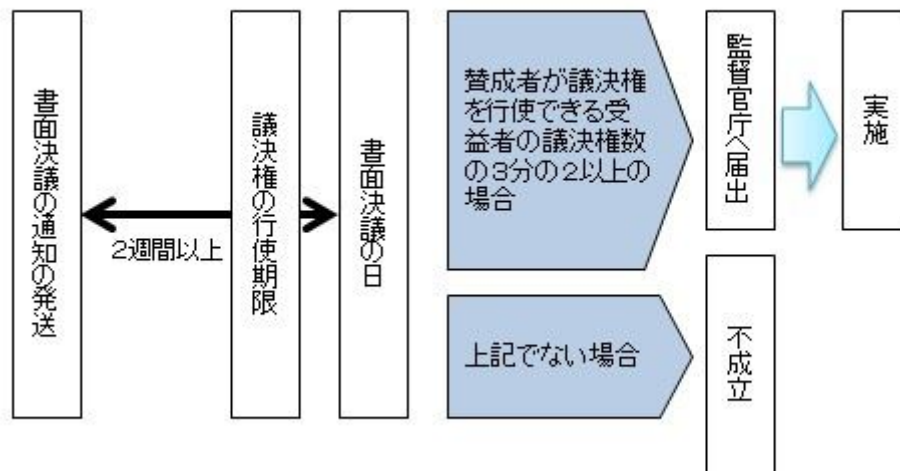 書面決議の通知の発送
2週間以上
議決権の行使期限
書面決議の日
賛成者が議決権
を行使できる受
益者の議決権数
の3分の2以上の
場合
監督官庁へ届出
実施
上記でない場合
不成立